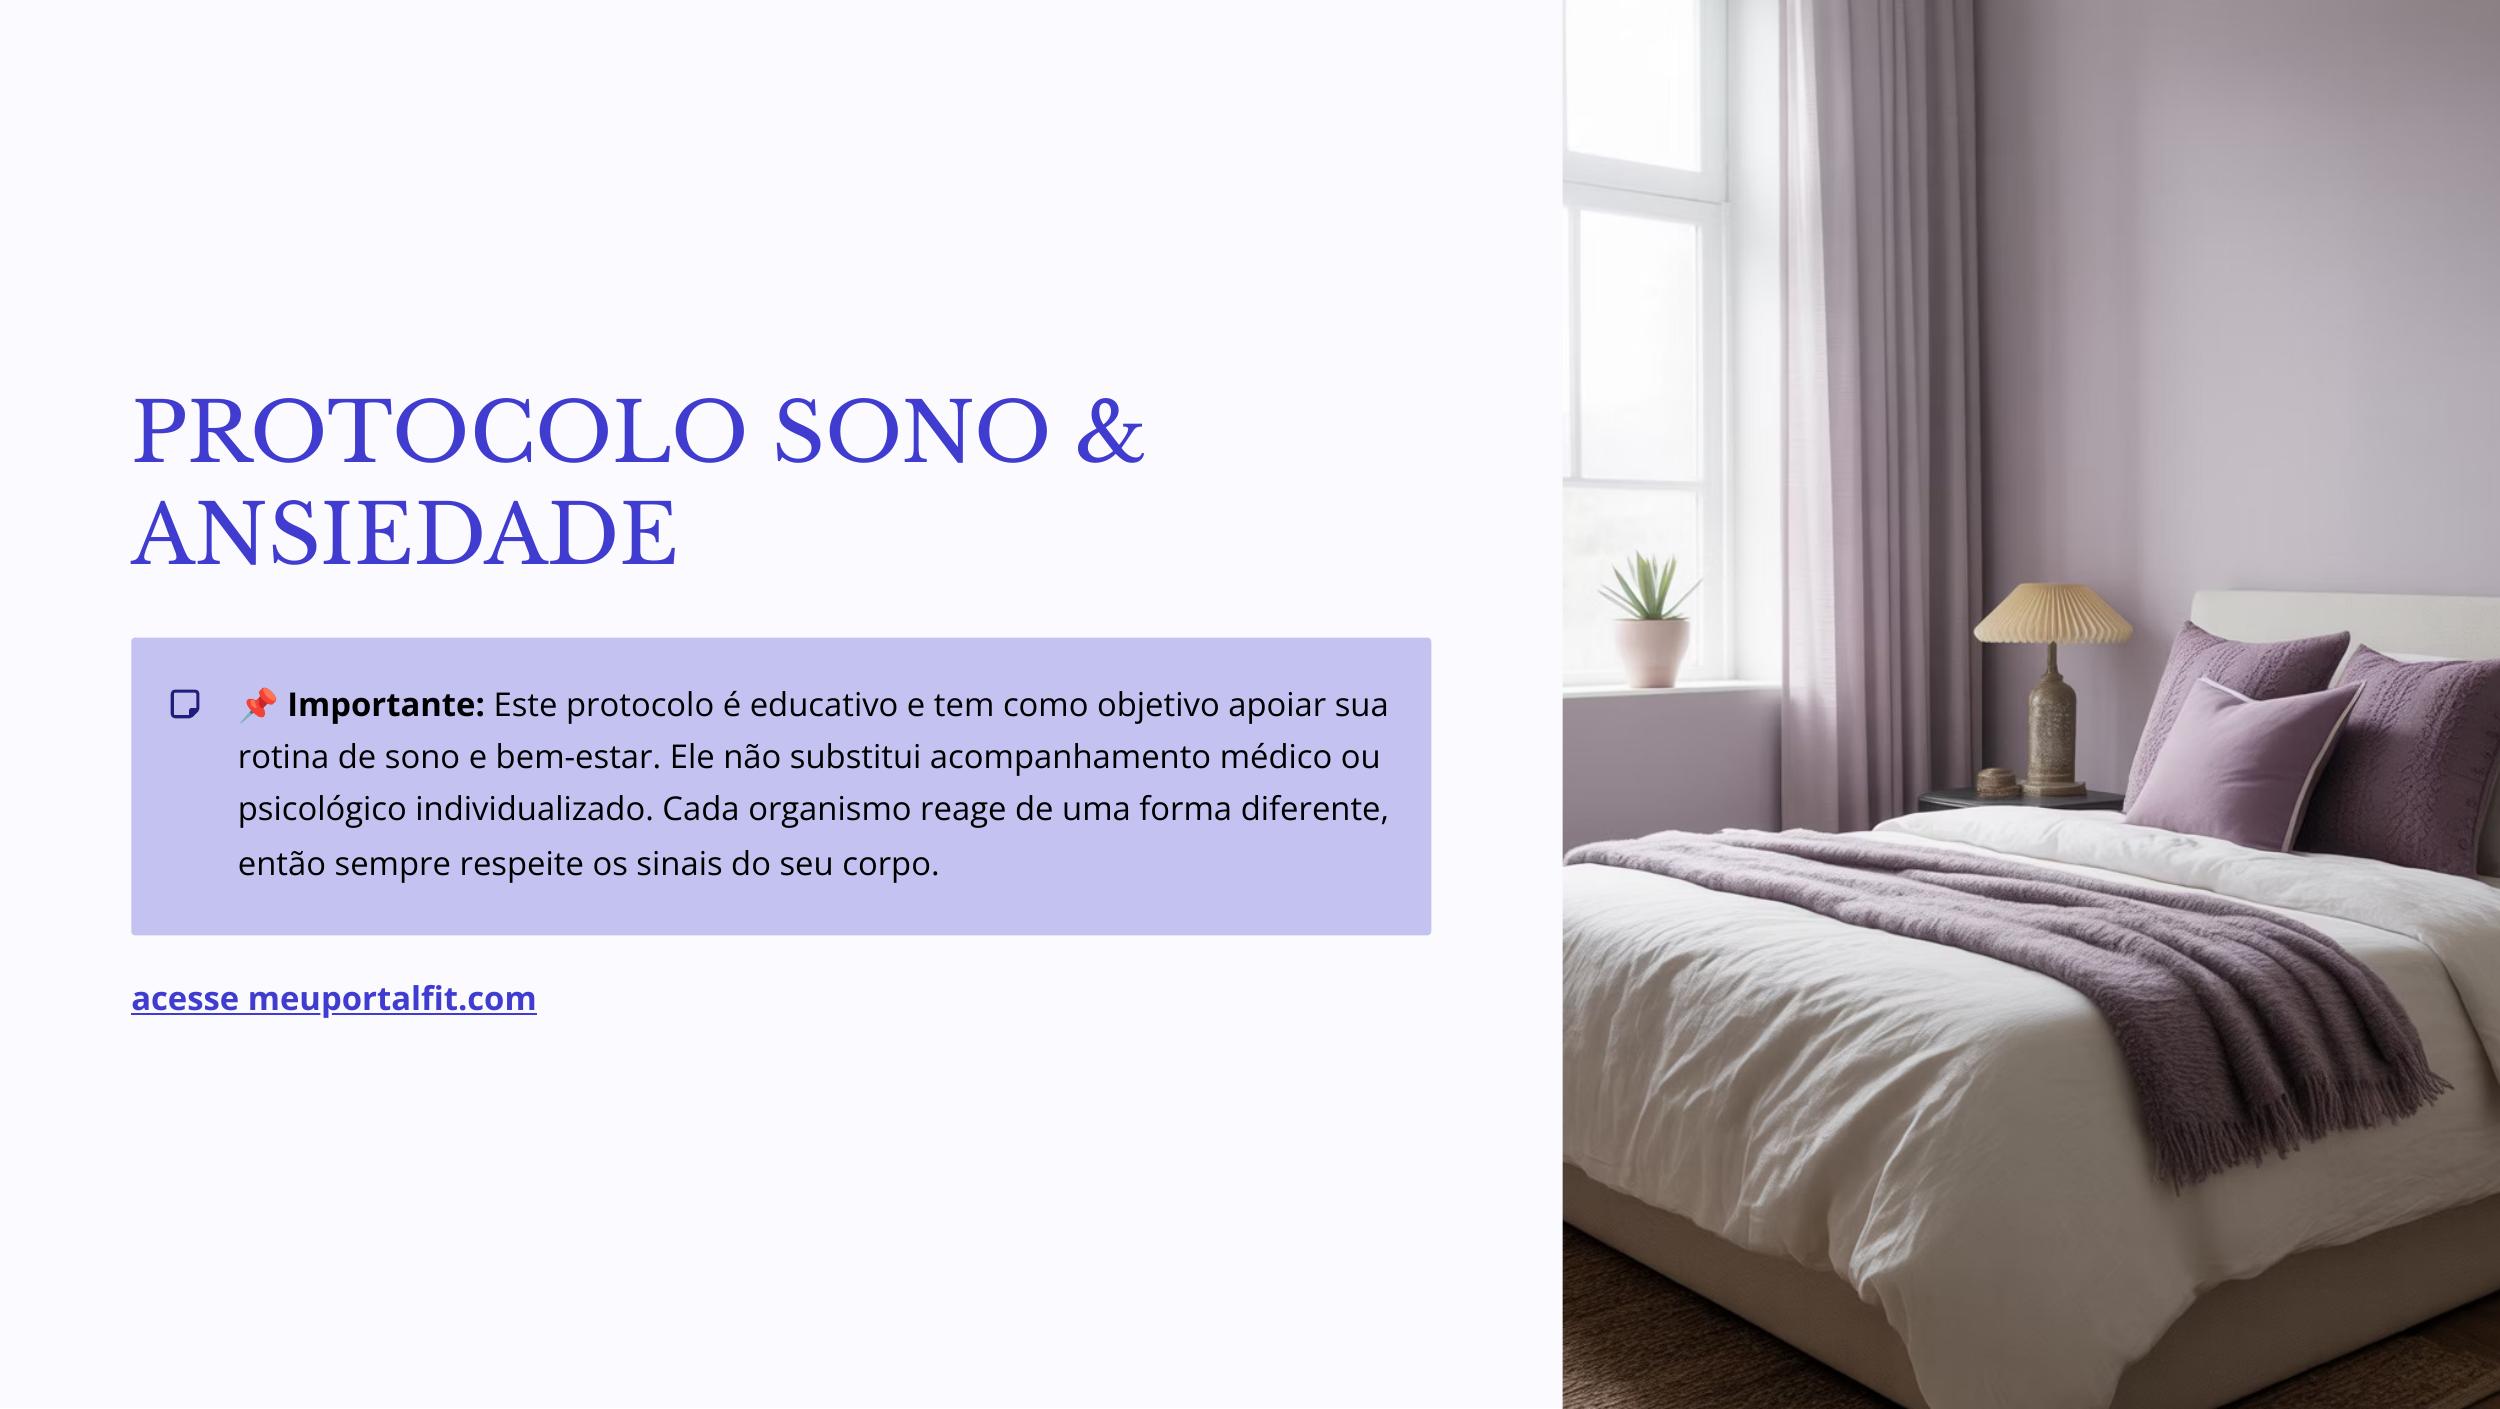 PROTOCOLO SONO &
ANSIEDADE
📌 Importante: Este protocolo é educativo e tem como objetivo apoiar sua
rotina de sono e bem-estar. Ele não substitui acompanhamento médico ou
psicológico individualizado. Cada organismo reage de uma forma diferente,
então sempre respeite os sinais do seu corpo.
acesse meuportalfit.com